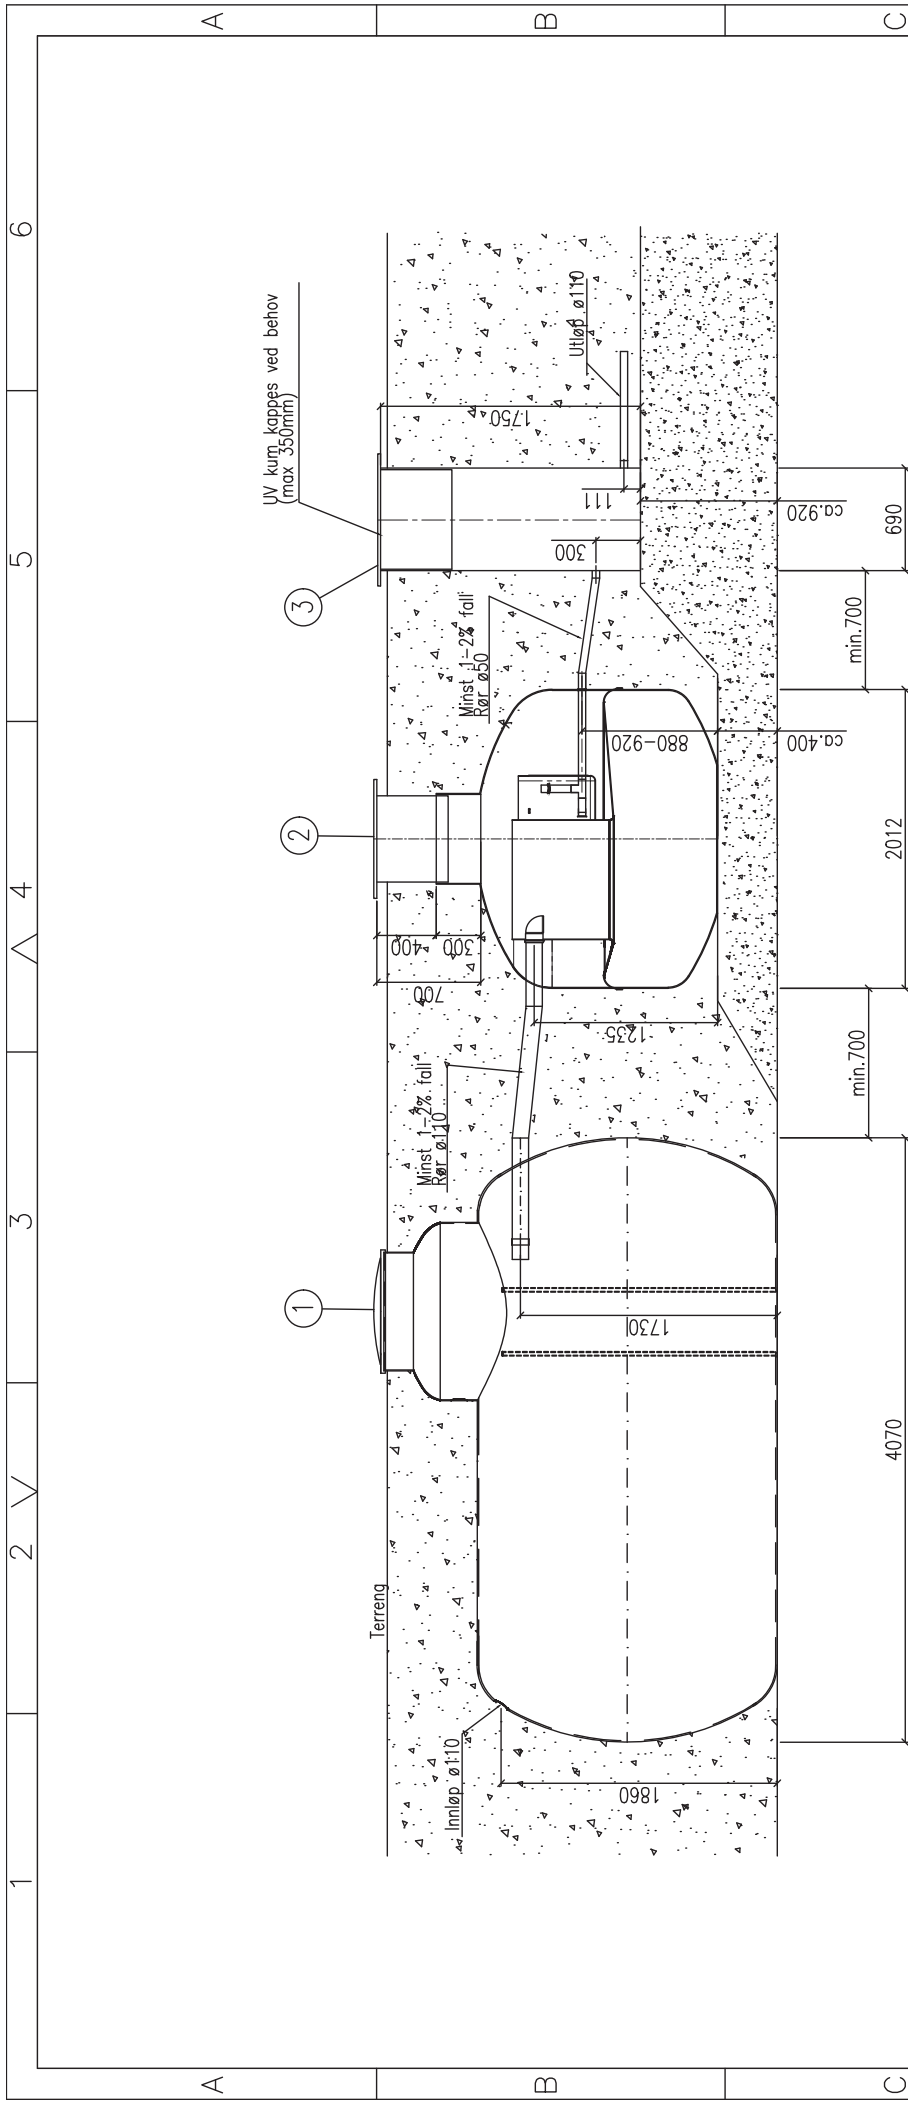 1
2
3
4
5
6
A
B
C
A
B
C
UV kum kappes ved behov
(max 350mm)
1
2
3
Terreng
Innløp ø110
Minst 1-2% fall
Rør ø110
Minst 1-2% fall
Rør ø50
Utløp ø110
400
300
700
1750
111
300
1860
1730
1235
880-920
ca.400
ca.920
min.700
min.700
4070
2012
690